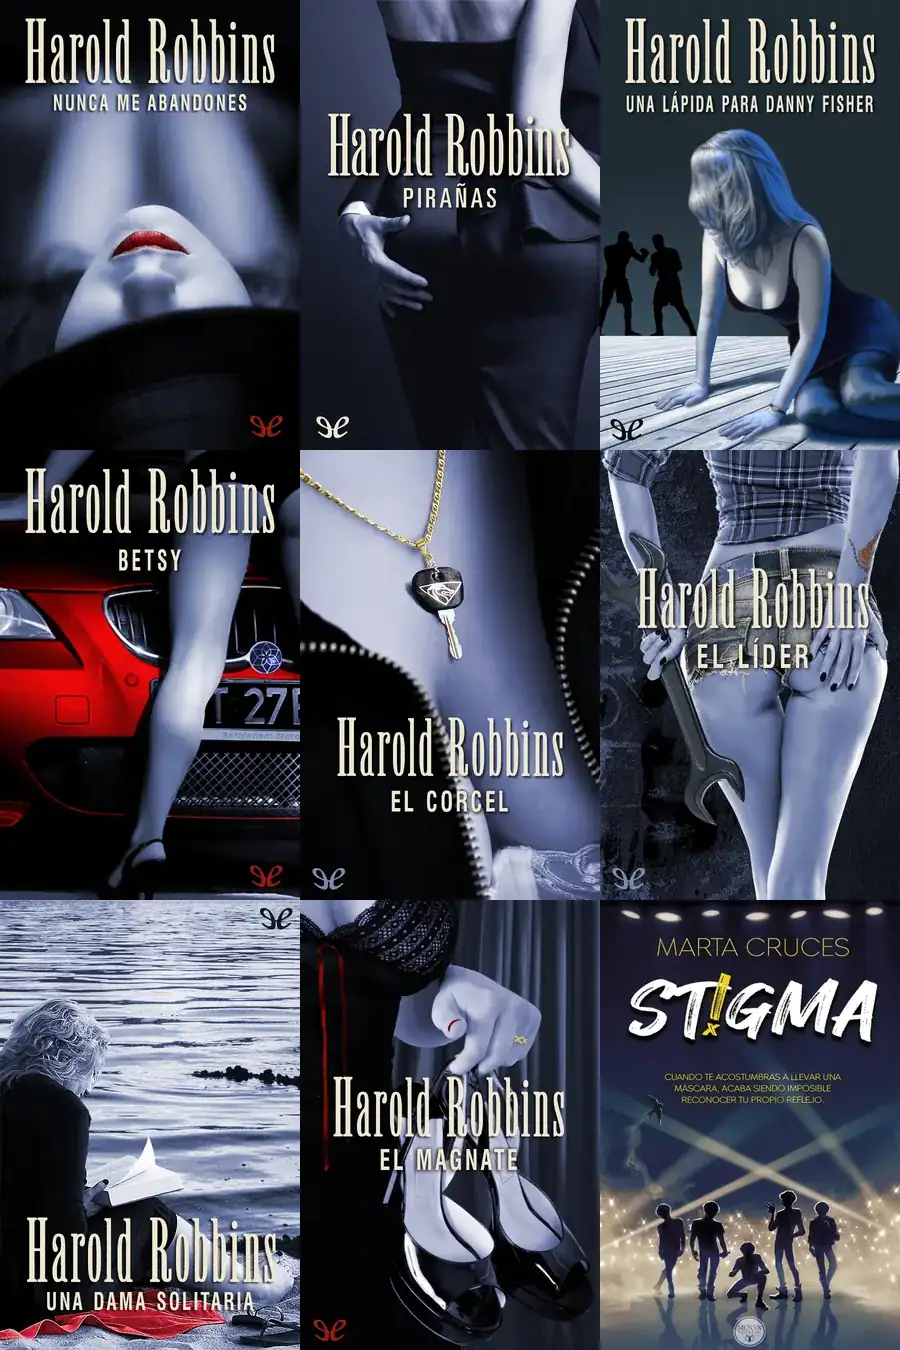 Harold Robbins
NUNCA ME ABANDONES
Harold Robbins
PIRAÑAS
Harold Robbins
UNA LÁPIDA PARA DANNY FISHER
Harold Robbins
BETSY
T 27
Harold Robbins
EL CORCEL
Harold Robbins
EL LÍDER
Harold Robbins
UNA DAMA SOLITARIA
Harold Robbins
EL MAGNATE
MARTA CRUCES
ST!GMA
CUANDO TE ACOSTUMBRAS A LLEVAR UNA
MÁSCARA, ACABA SIENDO IMPOSIBLE
RECONOCER TU PROPIO REFLEJO.